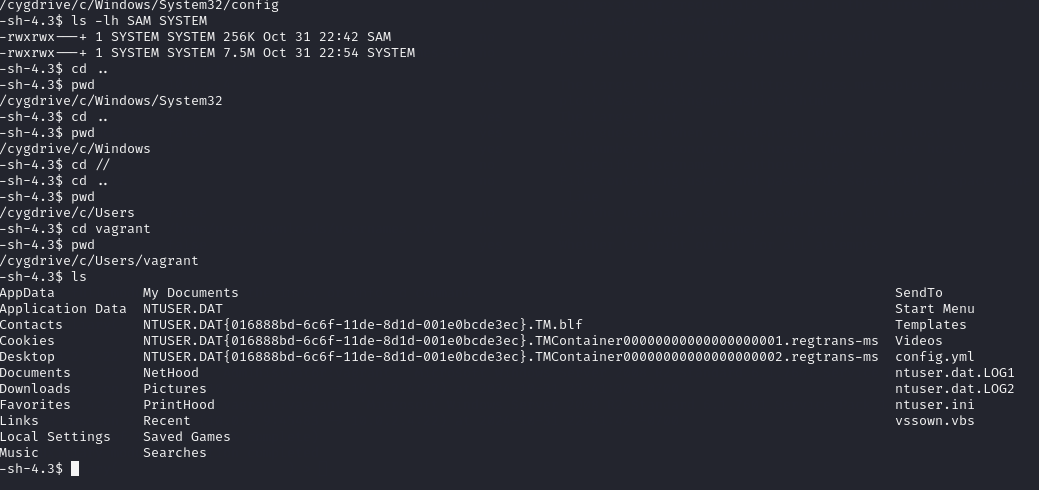 /cygdrive/c/Windows/System32/config
-sh-4.3$ ls -lh SAM SYSTEM
-rwxrwx---+ 1 SYSTEM SYSTEM 256K Oct 31 22:42 SAM
-rwxrwx---+ 1 SYSTEM SYSTEM 7.5M Oct 31 22:54 SYSTEM
-sh-4.3$ cd ..
-sh-4.3$ pwd
/cygdrive/c/Windows/System32
-sh-4.3$ cd ..
-sh-4.3$ pwd
/cygdrive/c/Windows
-sh-4.3$ cd //
-sh-4.3$ cd ..
-sh-4.3$ pwd
/cygdrive/c/Users
-sh-4.3$ cd vagrant
-sh-4.3$ pwd
/cygdrive/c/Users/vagrant
-sh-4.3$ ls
AppData My Documents SendTo
Application Data NTUSER.DAT Start Menu
Contacts NTUSER.DAT{016888bd-6c6f-11de-8d1d-001e0bcde3ec}.TM.blf Templates
Cookies NTUSER.DAT{016888bd-6c6f-11de-8d1d-001e0bcde3ec}.TMContainer00000000000000000001.regtrans-ms Videos
Desktop NTUSER.DAT{016888bd-6c6f-11de-8d1d-001e0bcde3ec}.TMContainer00000000000000000002.regtrans-ms config.yml
Documents NetHood ntuser.dat.LOG1
Downloads Pictures ntuser.dat.LOG2
Favorites PrintHood ntuser.ini
Links Recent vssown.vbs
Local Settings Saved Games
Music Searches
-sh-4.3$